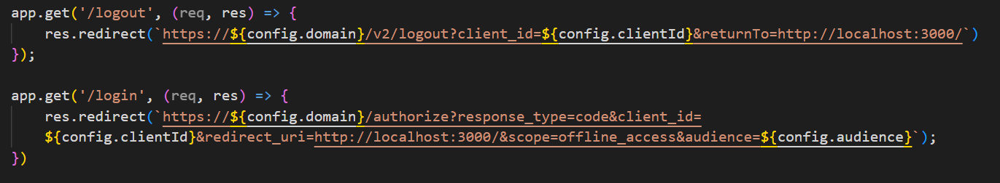 app.get('/logout', (req, res) => {
    res.redirect(`https://${config.domain}/v2/logout?client_id=${config.clientId}&returnTo=http://localhost:3000/`)
});

app.get('/login', (req, res) => {
    res.redirect(`https://${config.domain}/authorize?response_type=code&client_id=
    ${config.clientId}&redirect_uri=http://localhost:3000/&scope=offline_access&audience=${config.audience}`);
})